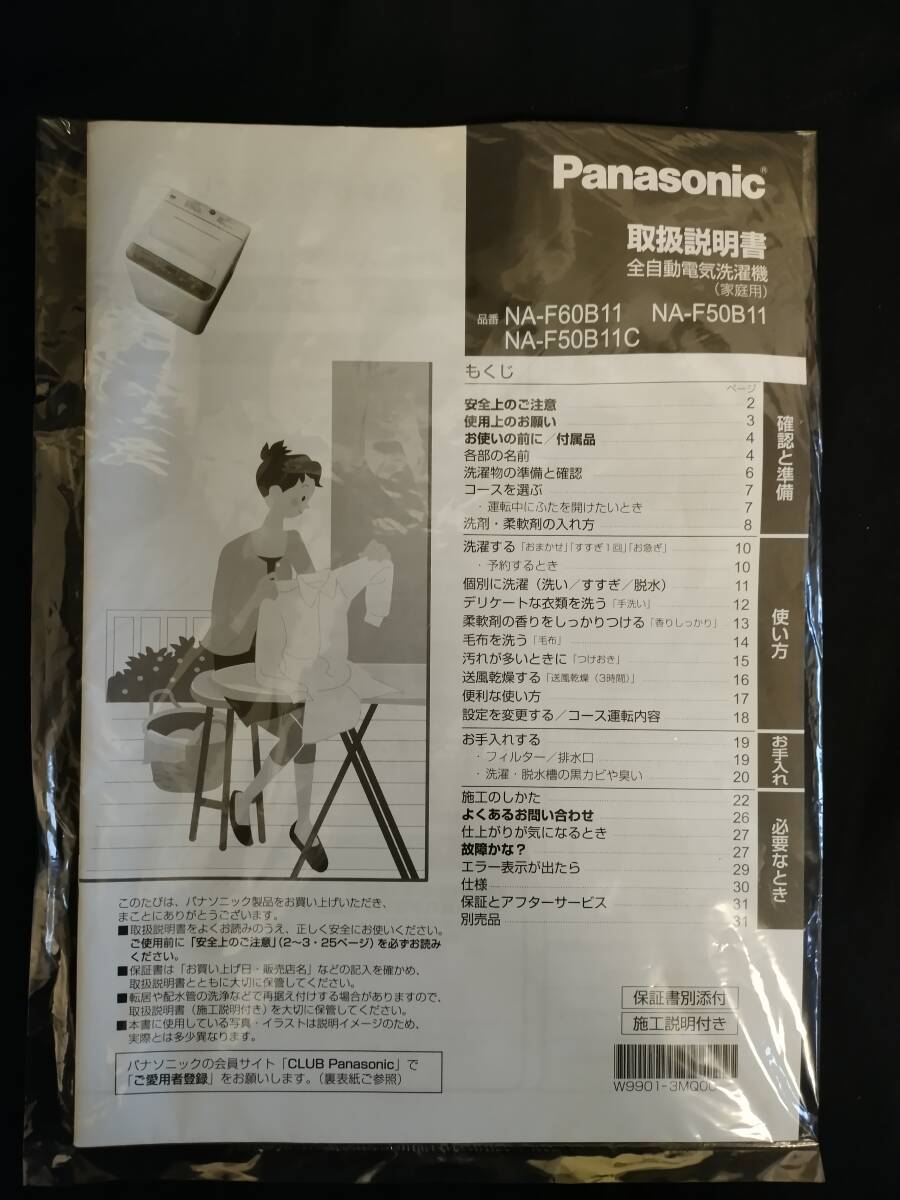 Panasonic®
取扱説明書
全自動電気洗濯機
(家庭用)
品番 NA-F60B11 NA-F50B11
NA-F50B11C
もくじ
ページ
安全上のご注意 2
使用上のお願い 3
お使いの前に/付属品 4
各部の名前 4
洗濯物の準備と確認 6
コースを選ぶ 7
・運転中にふたを開けたいとき 7
洗剤・柔軟剤の入れ方 8
確認と準備
洗濯する「おまかせ」「すすぎ1回」「お急ぎ」 10
・予約するとき 10
個別に洗濯(洗い/すすぎ/脱水) 11
デリケートな衣類を洗う「手洗い」 12
柔軟剤の香りをしっかりつける「香りしっかり」 13
毛布を洗う「毛布」 14
汚れが多いときに「つけおき」 15
送風乾燥する「送風乾燥(3時間)」 16
便利な使い方 17
設定を変更する/コース運転内容 18
使い方
お手入れする 19
・フィルター/排水口 19
・洗濯・脱水槽の黒カビや臭い 20
お手入れ
施工のしかた 22
よくあるお問い合わせ 26
仕上がりが気になるとき 27
故障かな? 27
エラー表示が出たら 29
仕様 30
保証とアフターサービス 31
別売品 31
必要なとき
このたびは、パナソニック製品をお買い上げいただき、
まことにありがとうございます。
■取扱説明書をよくお読みのうえ、正しく安全にお使いください。
ご使用前に「安全上のご注意」(2~3・25ページ)を必ずお読み
ください。
■保証書は「お買い上げ日・販売店名」などの記入を確かめ、
取扱説明書とともに大切に保管してください。
■転居や配水管の洗浄などで再据え付けする場合がありますので、
取扱説明書(施工説明付き)を大切に保管してください。
■本書に使用している写真・イラストは説明イメージのため、
実際とは多少異なります。
パナソニックの会員サイト「CLUB Panasonic」で
「ご愛用者登録」をお願いします。(裏表紙ご参照)
保証書別添付
施工説明付き
W9901-3MQ0